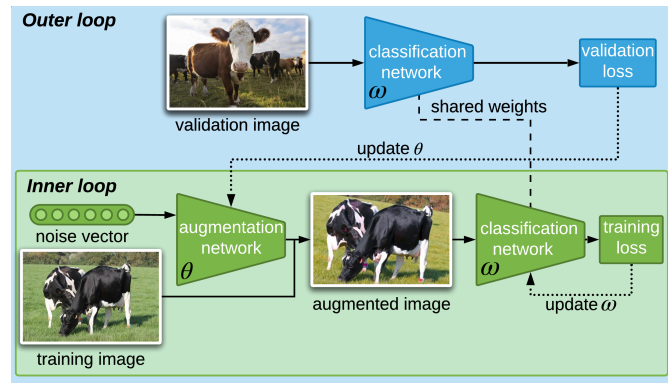 Outer loop
classification
network
ω
validation
loss
validation image
shared weights
update θ
Inner loop
noise vector
augmentation
network
θ
training image
augmented image
classification
network
ω
training
loss
update ω